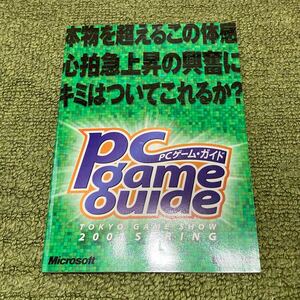 本物を超えるこの体感
心拍急上昇の興奮に
キミはついてこれるか?
pc
PCゲーム・ガイド
game
guide
TOKYO GAME SHOW
2001 SPRING
Microsoft